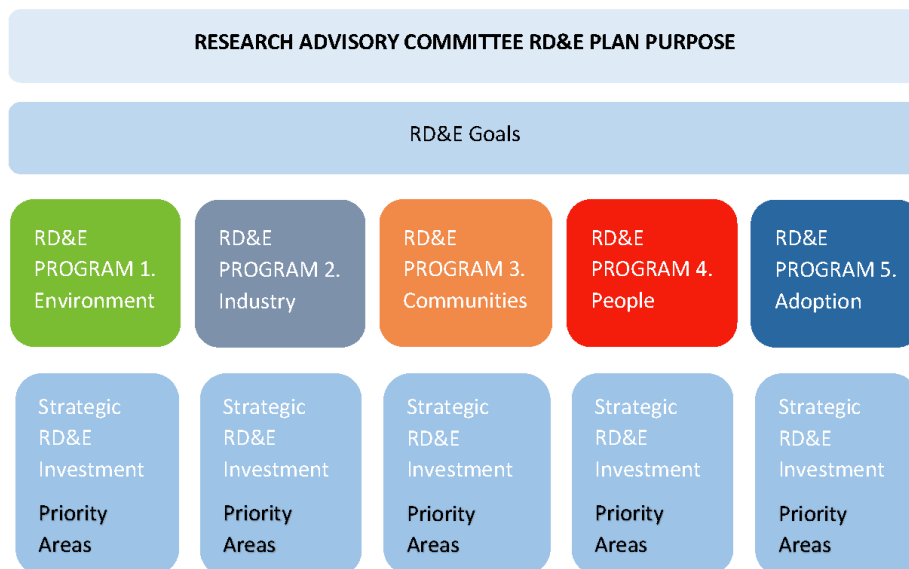 RESEARCH ADVISORY COMMITTEE RD&E PLAN PURPOSE
RD&E Goals
RD&E
PROGRAM 1.
Environment
RD&E
PROGRAM 2.
Industry
RD&E
PROGRAM 3.
Communities
RD&E
PROGRAM 4.
People
RD&E
PROGRAM 5.
Adoption
Strategic
RD&E
Investment
Priority
Areas
Strategic
RD&E
Investment
Priority
Areas
Strategic
RD&E
Investment
Priority
Areas
Strategic
RD&E
Investment
Priority
Areas
Strategic
RD&E
Investment
Priority
Areas